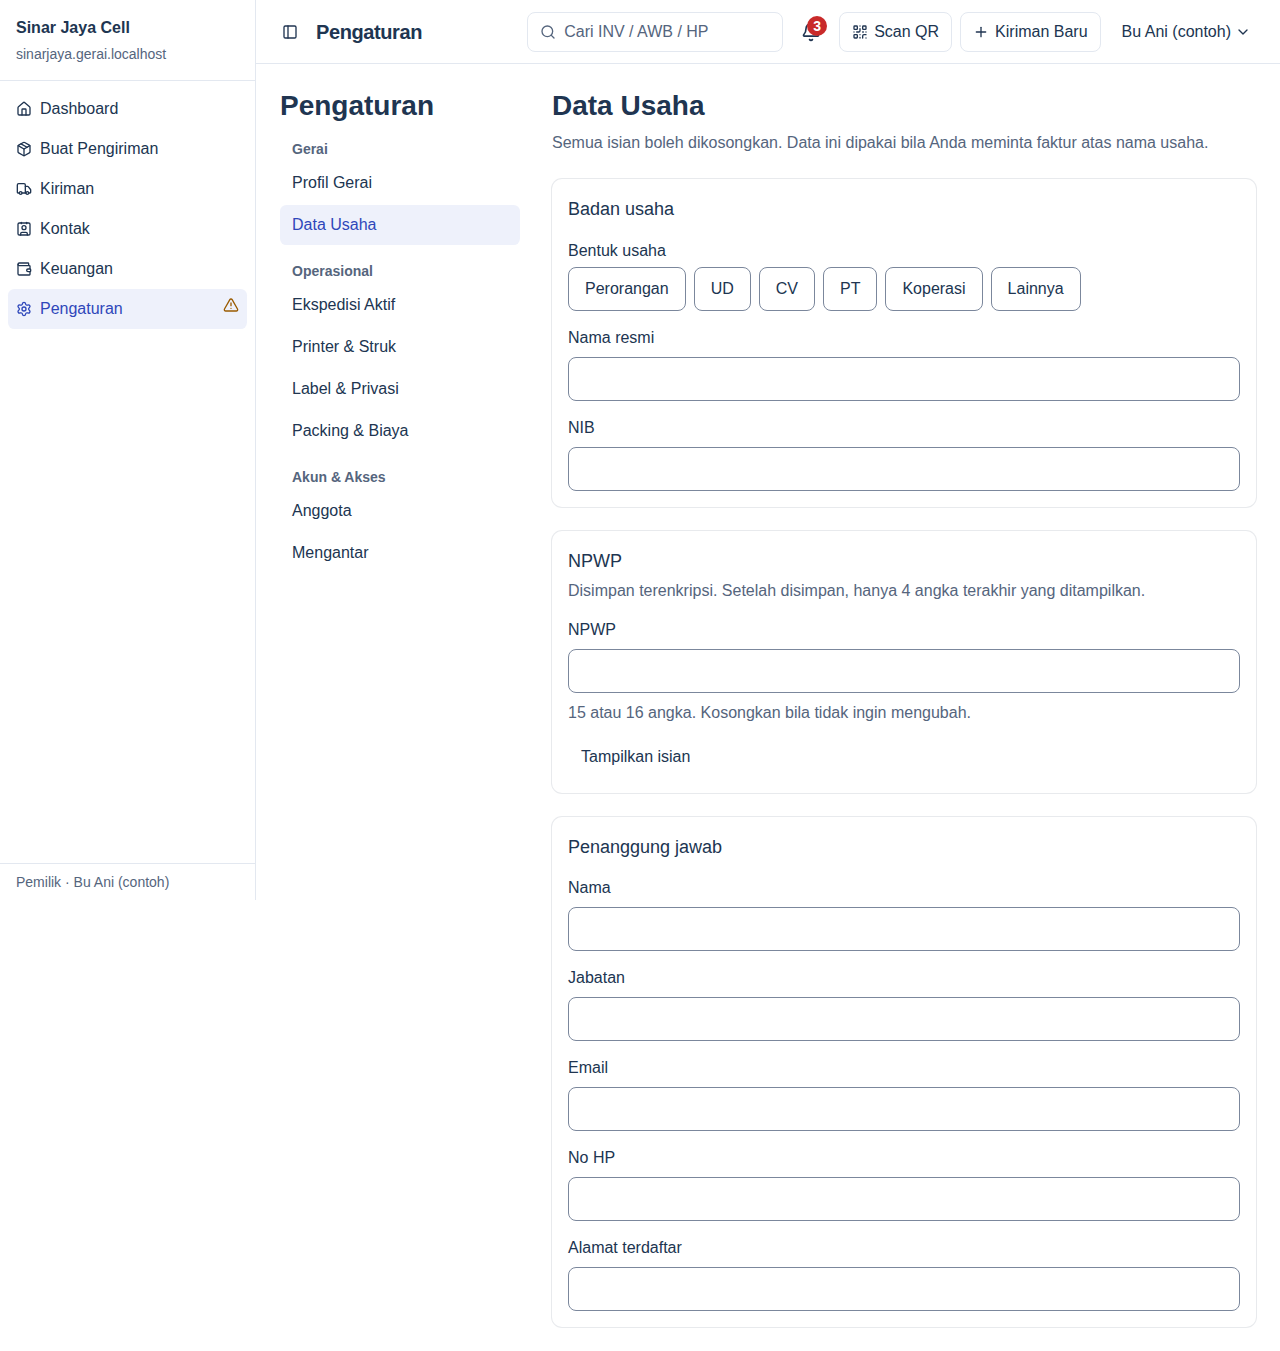 Sinar Jaya Cell
sinarjaya.gerai.localhost
Dashboard
Buat Pengiriman
Kiriman
Kontak
Keuangan
Pengaturan
Pemilik · Bu Ani (contoh)
Pengaturan
Cari INV / AWB / HP
3
Scan QR
Kiriman Baru
Bu Ani (contoh)
Pengaturan
Gerai
Profil Gerai
Data Usaha
Operasional
Ekspedisi Aktif
Printer & Struk
Label & Privasi
Packing & Biaya
Akun & Akses
Anggota
Mengantar
Data Usaha
Semua isian boleh dikosongkan. Data ini dipakai bila Anda meminta faktur atas nama usaha.
Badan usaha
Bentuk usaha
Perorangan
UD
CV
PT
Koperasi
Lainnya
Nama resmi
NIB
NPWP
Disimpan terenkripsi. Setelah disimpan, hanya 4 angka terakhir yang ditampilkan.
NPWP
15 atau 16 angka. Kosongkan bila tidak ingin mengubah.
Tampilkan isian
Penanggung jawab
Nama
Jabatan
Email
No HP
Alamat terdaftar